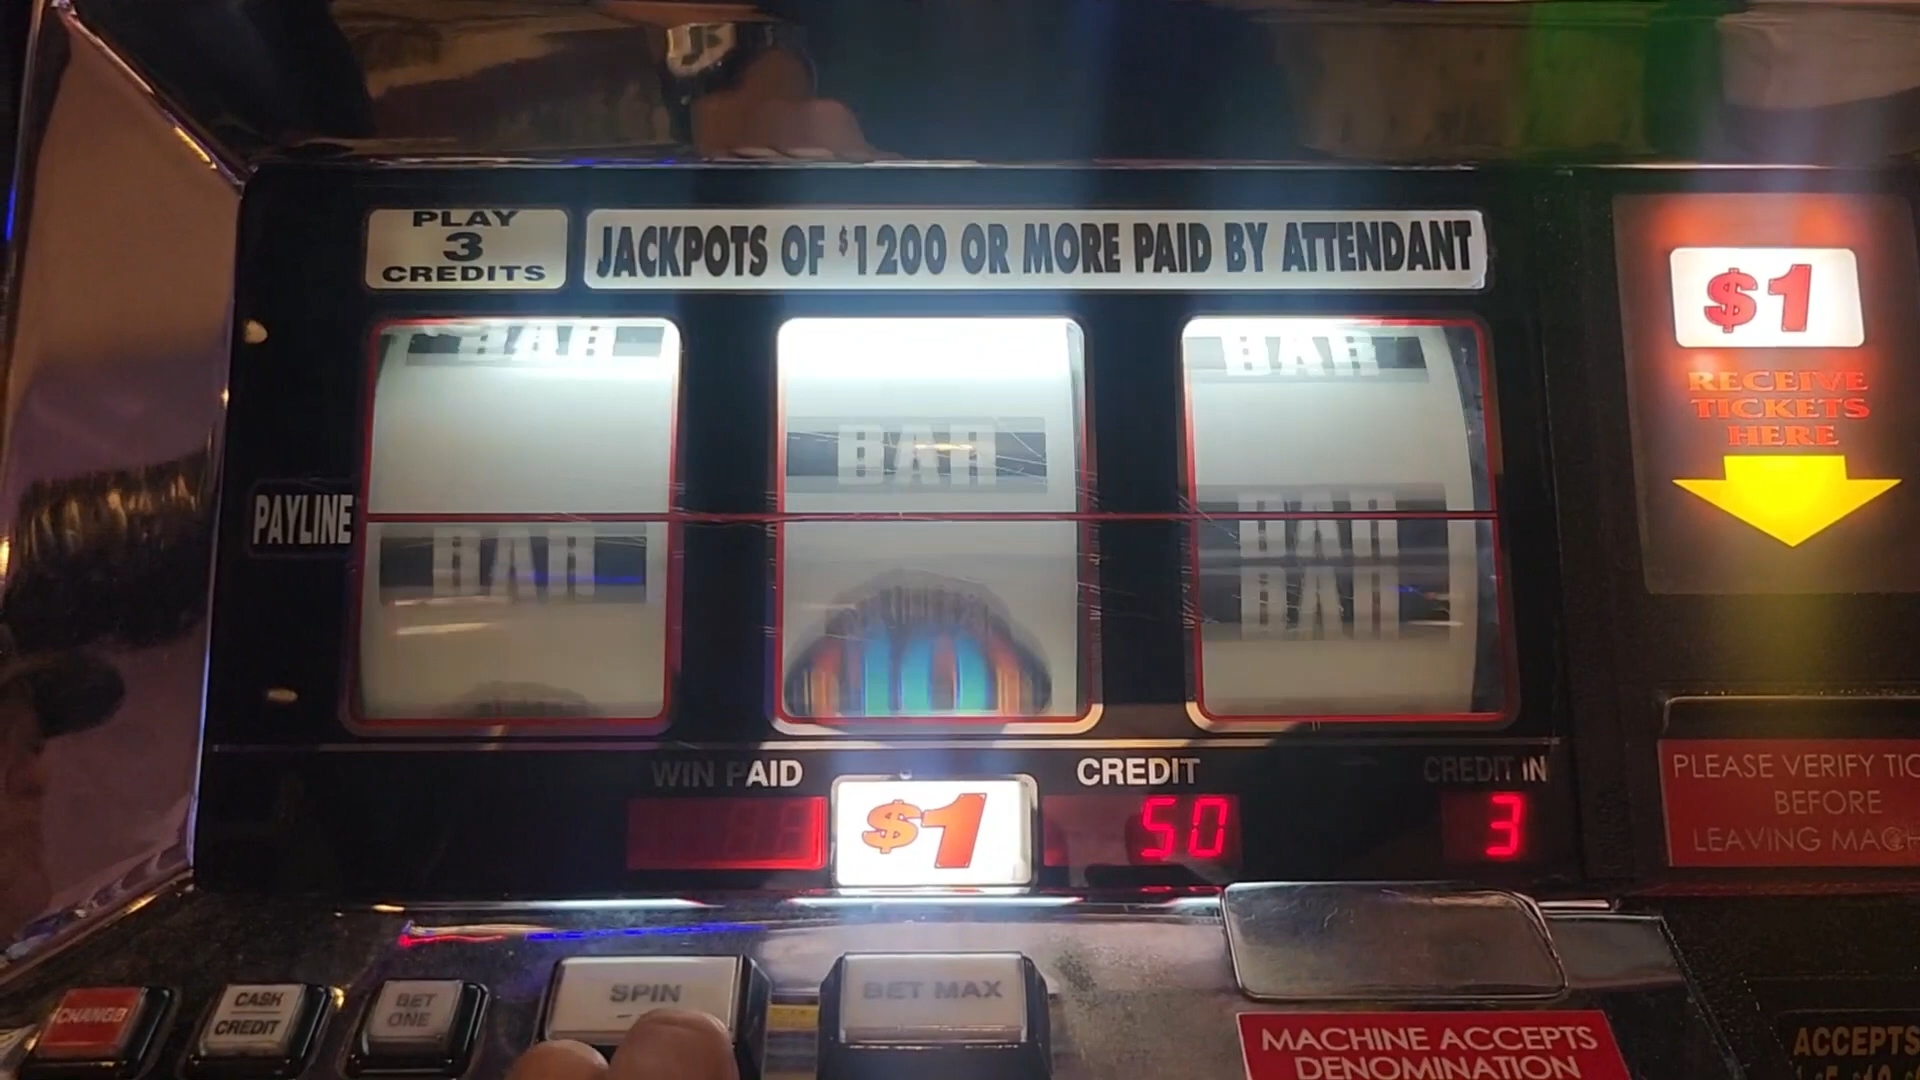 PLAY
3
CREDITS
JACKPOTS OF $1200 OR MORE PAID BY ATTENDANT
$1
RECEIVE
TICKETS
HERE
BAR
BAR
BAR
PAYLINE
BAR
BAR
BAR
WIN PAID
CREDIT
CREDIT IN
$1
50
3
PLEASE VERIFY TIC
BEFORE
LEAVING MACH
CHANGE
CASH
CREDIT
BET
ONE
SPIN
BET MAX
MACHINE ACCEPTS
DENOMINATION
ACCEPTS